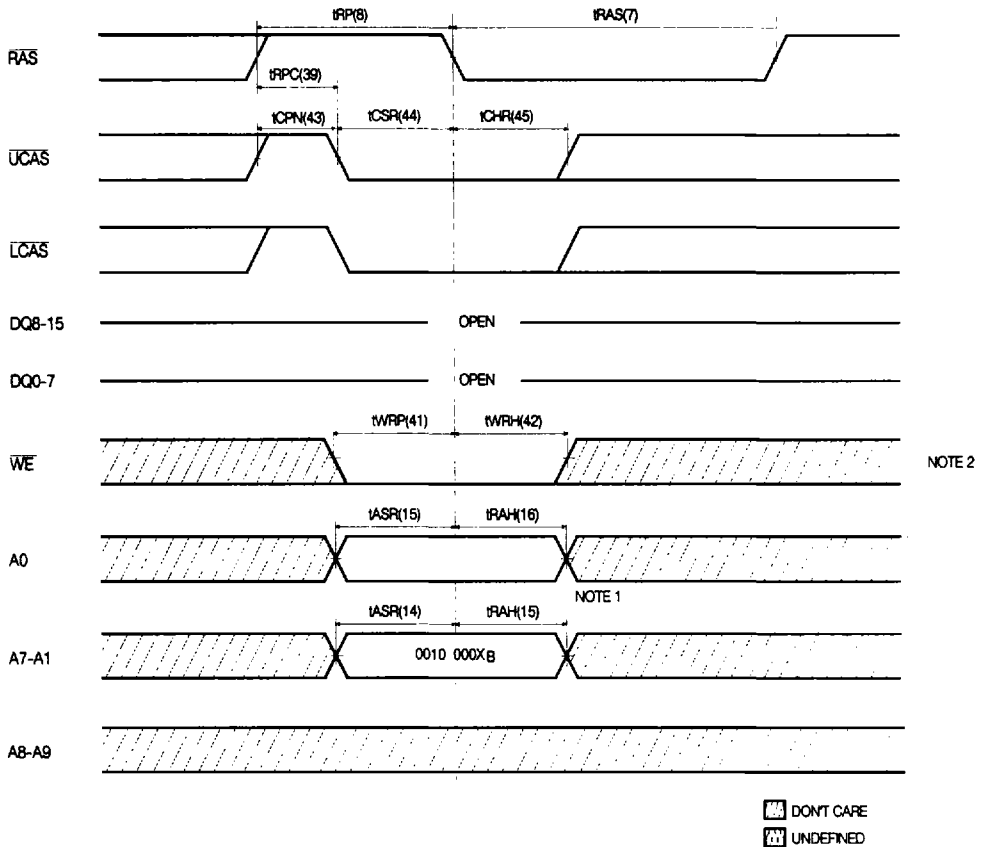 tRP(8) tRAS(7)
RAS
tRPC(39)
tCPN(43) tCSR(44) tCHR(45)
UCAS
LCAS
DQ8-15 OPEN
DQ0-7 OPEN
tWRP(41) tWRH(42)
WE NOTE 2
tASR(15) tRAH(16)
A0
NOTE 1
tASR(14) tRAH(15)
A7-A1 0010 000XB
A8-A9
DON'T CARE
UNDEFINED